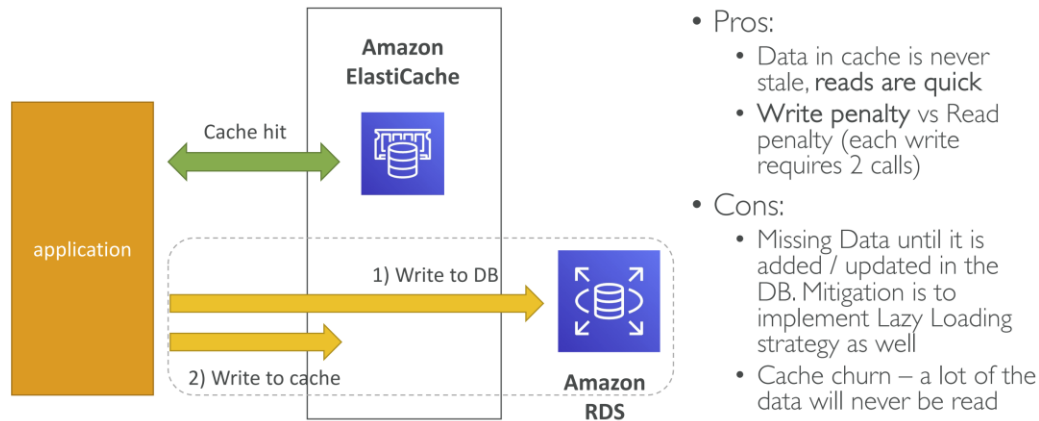 Amazon
ElastiCache
Cache hit
application
1) Write to DB
2) Write to cache
Amazon
RDS
• Pros:
• Data in cache is never
stale, reads are quick
• Write penalty vs Read
penalty (each write
requires 2 calls)
• Cons:
• Missing Data until it is
added / updated in the
DB. Mitigation is to
implement Lazy Loading
strategy as well
• Cache churn – a lot of the
data will never be read